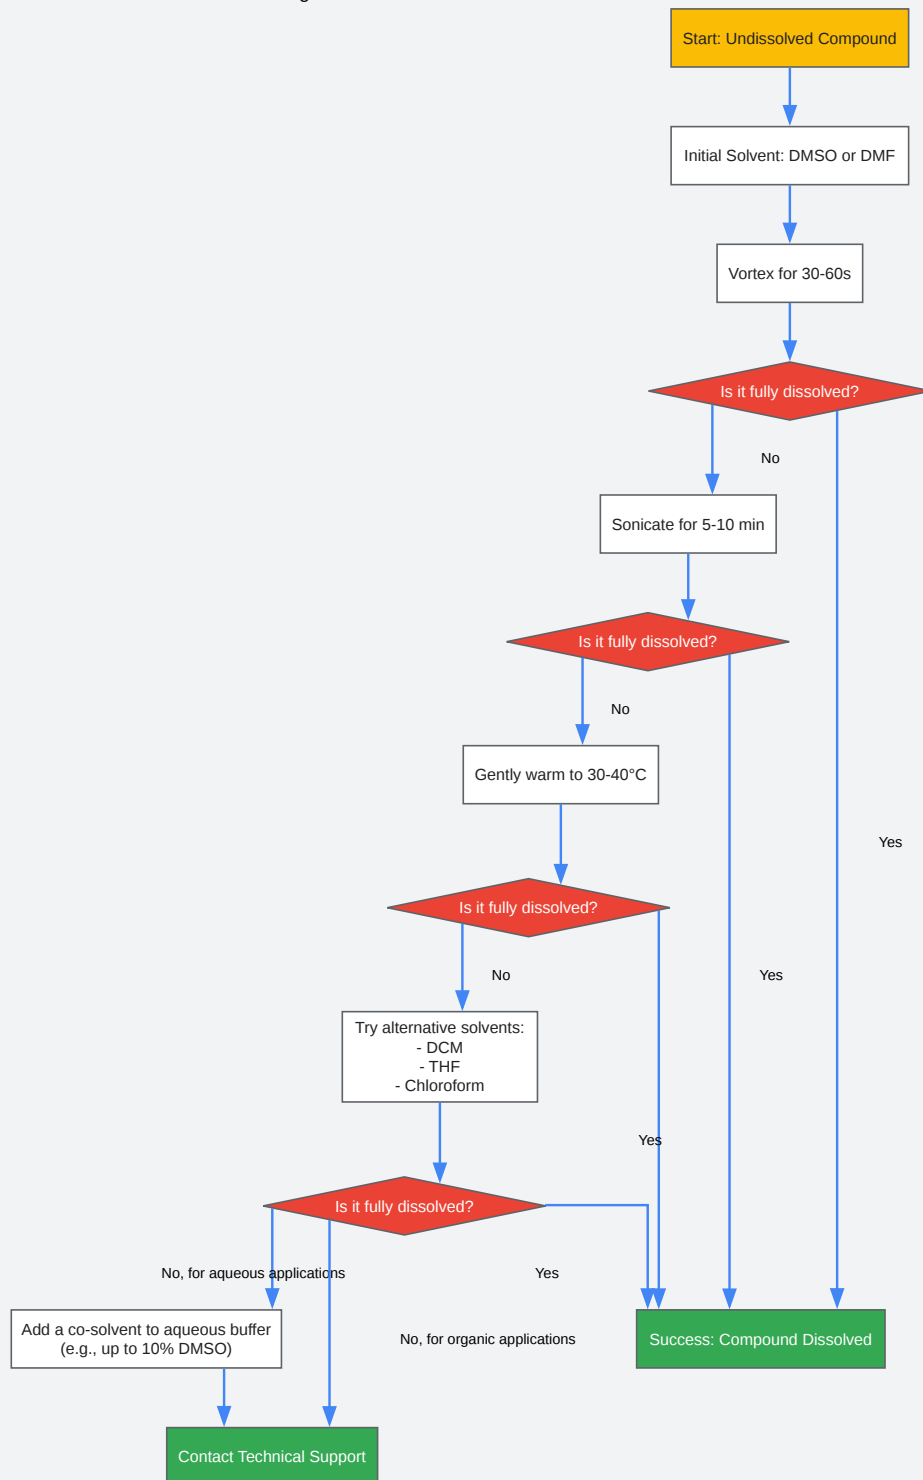 Start: Undissolved Compound
Initial Solvent: DMSO or DMF
Vortex for 30-60s
Is it fully dissolved?
No
Sonicate for 5-10 min
Is it fully dissolved?
No
Gently warm to 30-40°C
Yes
Is it fully dissolved?
No
Yes
Try alternative solvents:
- DCM
- THF
- Chloroform
Yes
Is it fully dissolved?
No, for aqueous applications
Yes
Add a co-solvent to aqueous buffer
(e.g., up to 10% DMSO)
No, for organic applications
Success: Compound Dissolved
Contact Technical Support